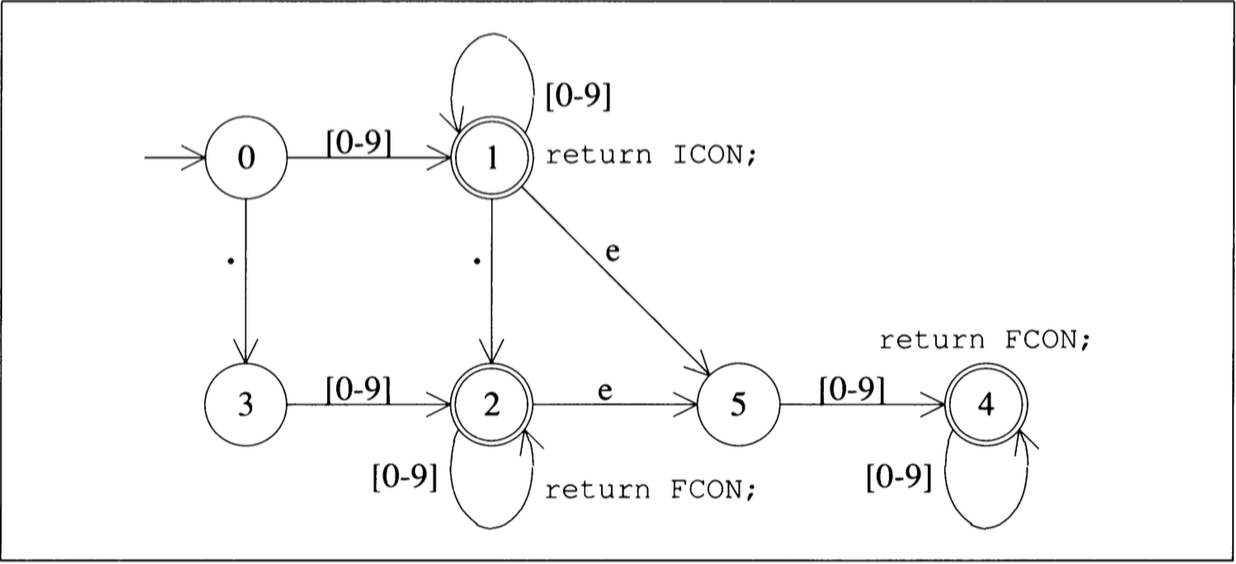 [0-9]
[0-9]
0
1
return ICON;
.
.
e
return FCON;
[0-9]
e
[0-9]
3
2
5
4
[0-9]
return FCON;
[0-9]